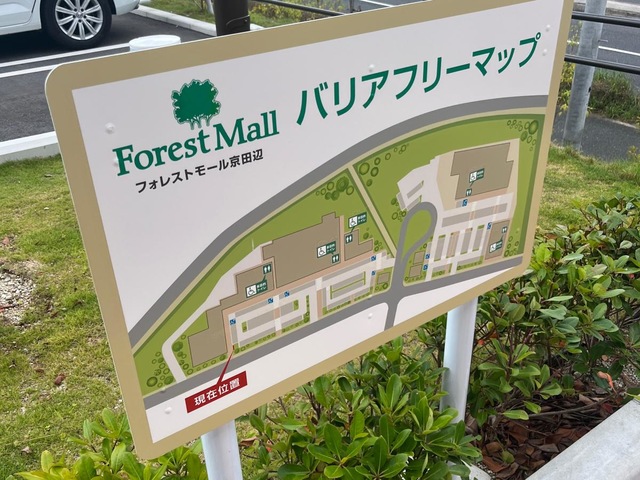 Forest Mall
フォレストモール京田辺
バリアフリーマップ
現在位置